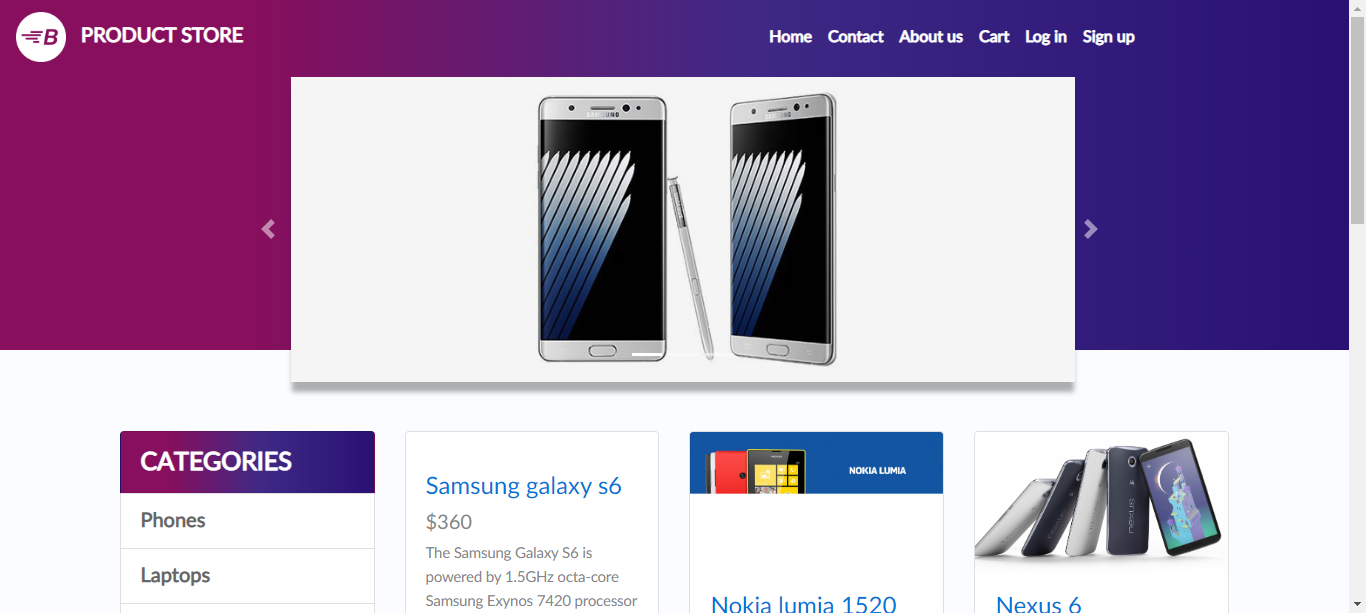 B PRODUCT STORE
Home Contact About us Cart Log in Sign up
SAMSUNG
SAMSUNG
CATEGORIES
Phones
Laptops
Samsung galaxy s6
$360
The Samsung Galaxy S6 is
powered by 1.5GHz octa-core
Samsung Exynos 7420 processor
NOKIA LUMIA
Nokia lumia 1520
nexus
Nexus 6